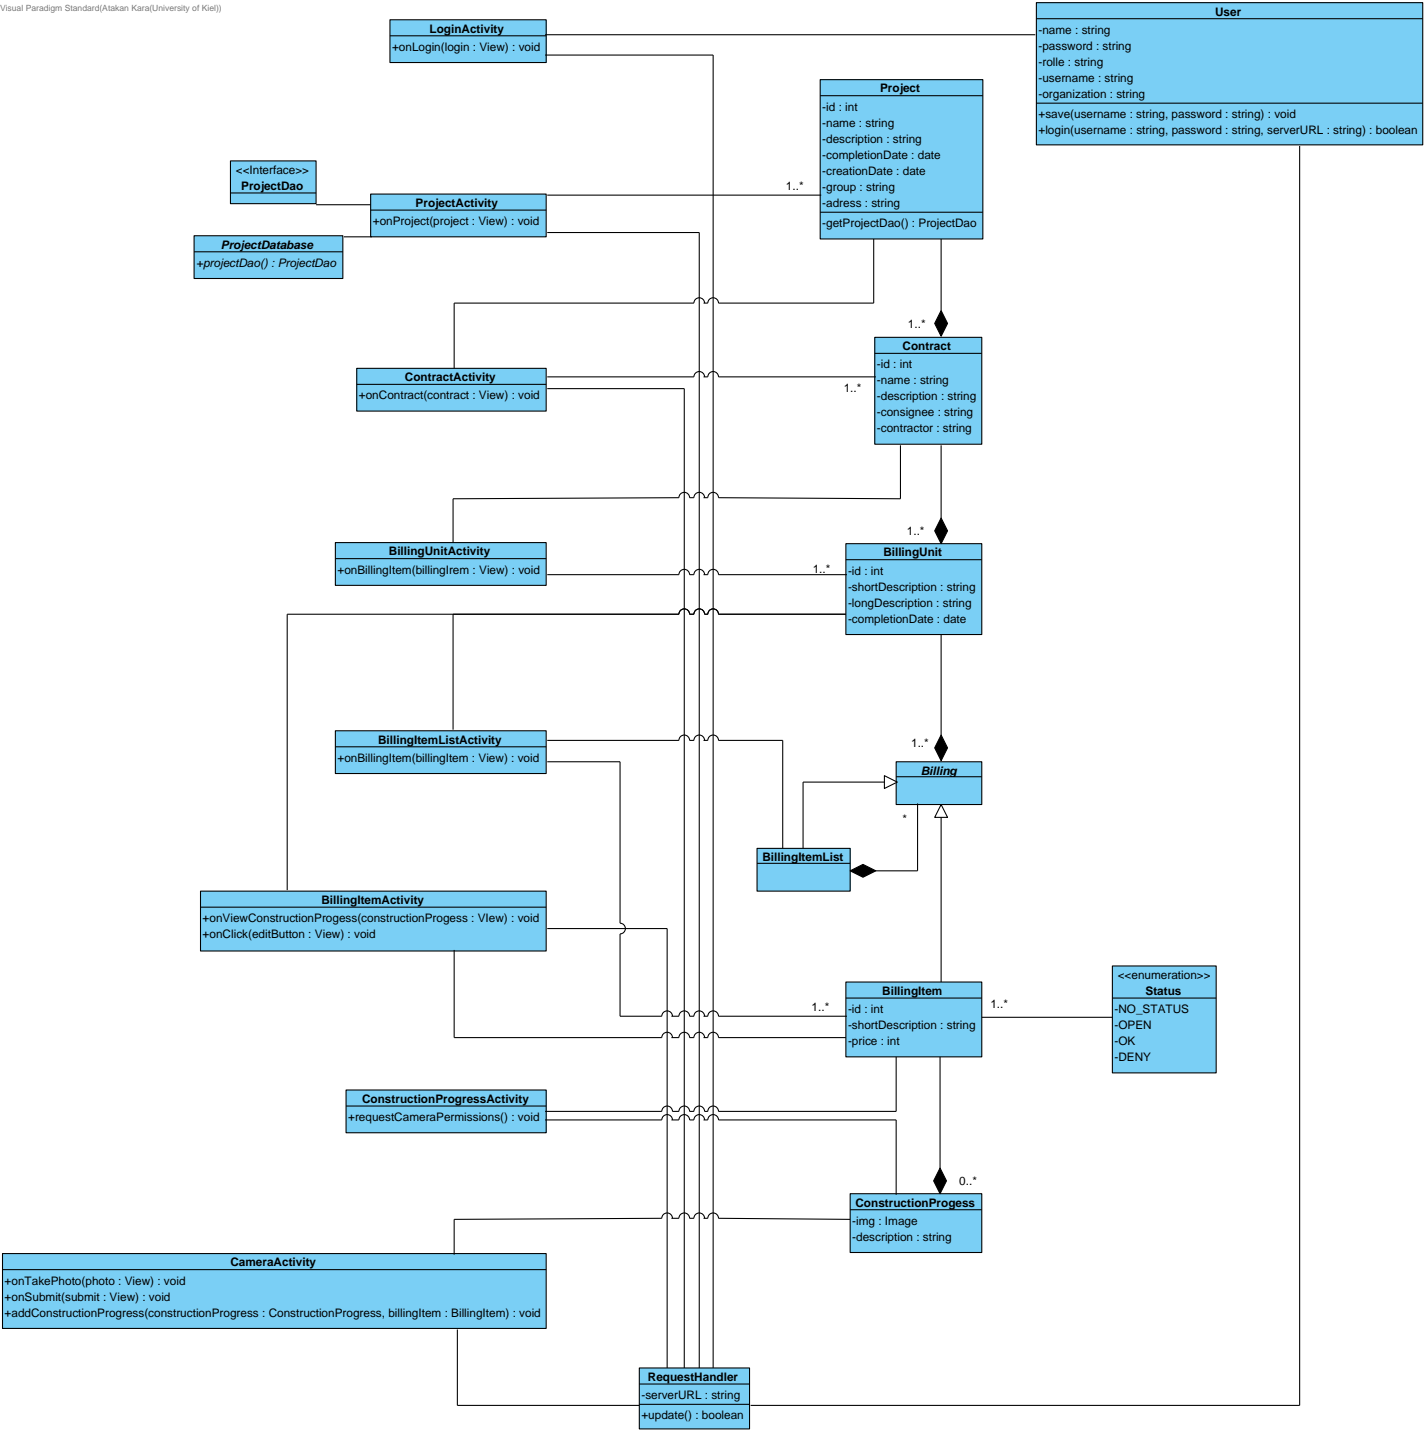 Visual Paradigm Standard(Atakan Kara(University of Kiel))
LoginActivity
+onLogin(login : View) : void
User
-name : string
-password : string
-rolle : string
-username : string
-organization : string
+save(username : string, password : string) : void
+login(username : string, password : string, serverURL : string) : boolean
Project
-id : int
-name : string
-description : string
-completionDate : date
-creationDate : date
-group : string
-adress : string
-getProjectDao() : ProjectDao
<<Interface>>
ProjectDao
ProjectActivity
+onProject(project : View) : void
1..*
ProjectDatabase
+projectDao() : ProjectDao
1..*
Contract
-id : int
-name : string
-description : string
-consignee : string
-contractor : string
ContractActivity
+onContract(contract : View) : void
1..*
1..*
BillingUnit
-id : int
-shortDescription : string
-longDescription : string
-completionDate : date
BillingUnitActivity
+onBillingItem(billingIrem : View) : void
1..*
BillingItemListActivity
+onBillingItem(billingItem : View) : void
1..*
Billing
*
BillingItemList
BillingItemActivity
+onViewConstructionProgess(constructionProgess : VIew) : void
+onClick(editButton : View) : void
1..*
BillingItem
-id : int
-shortDescription : string
-price : int
1..*
<<enumeration>>
Status
-NO_STATUS
-OPEN
-OK
-DENY
ConstructionProgressActivity
+requestCameraPermissions() : void
0..*
ConstructionProgess
-img : Image
-description : string
CameraActivity
+onTakePhoto(photo : View) : void
+onSubmit(submit : View) : void
+addConstructionProgress(constructionProgress : ConstructionProgress, billingItem : BillingItem) : void
RequestHandler
-serverURL : string
+update() : boolean